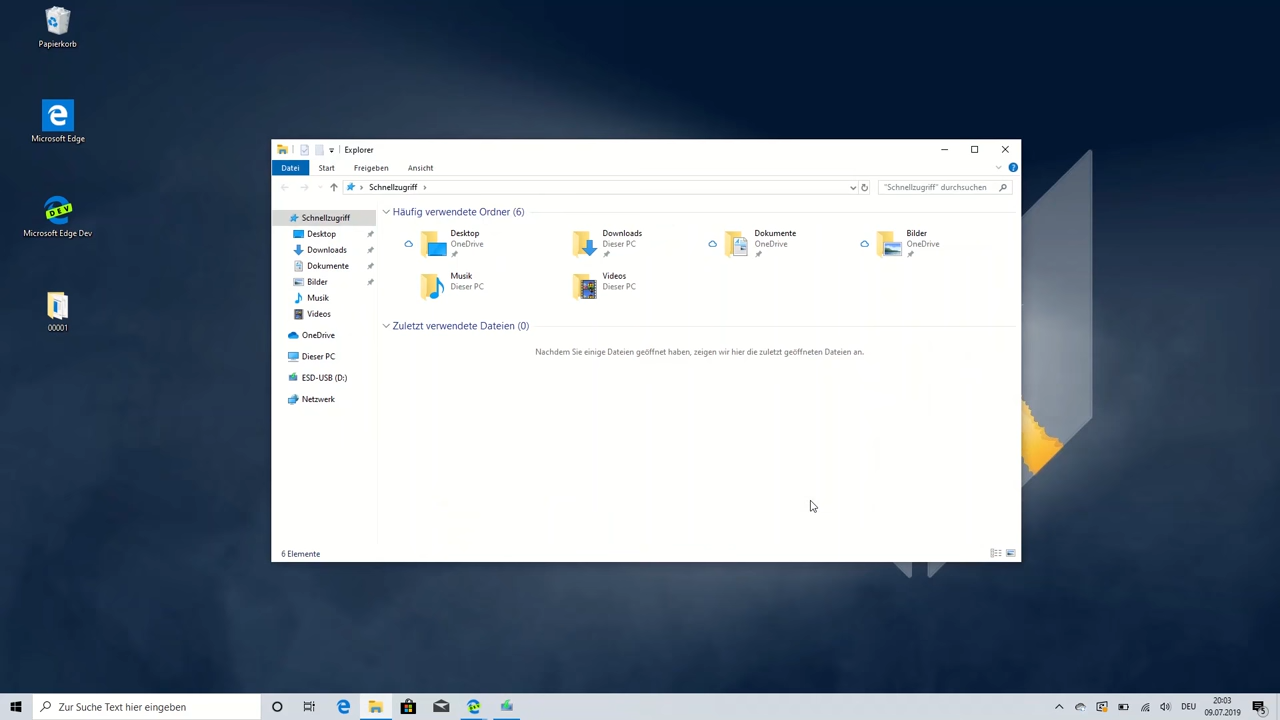 Papierkorb
Microsoft Edge
DEV
Microsoft Edge Dev
00001
Explorer
Datei Start Freigeben Ansicht
Schnellzugriff
"Schnellzugriff" durchsuchen
Schnellzugriff
Desktop
Downloads
Dokumente
Bilder
Musik
Videos
OneDrive
Dieser PC
ESD-USB (D:)
Netzwerk
Häufig verwendete Ordner (6)
Desktop
OneDrive
Downloads
Dieser PC
Dokumente
OneDrive
Bilder
OneDrive
Musik
Dieser PC
Videos
Dieser PC
Zuletzt verwendete Dateien (0)
Nachdem Sie einige Dateien geöffnet haben, zeigen wir hier die zuletzt geöffneten Dateien an.
6 Elemente
Zur Suche Text hier eingeben
DEU
20:03
09.07.2019
5